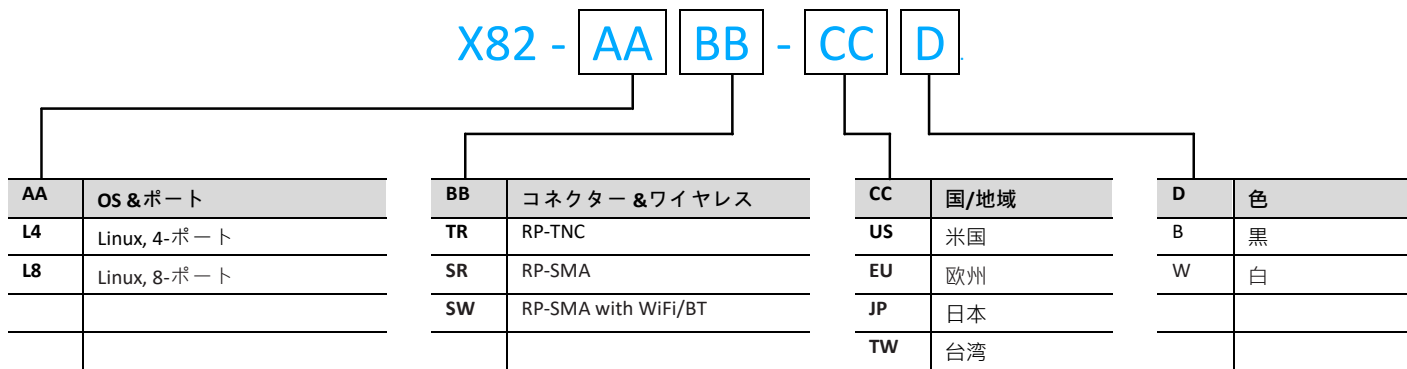 X82 - AA BB - CC D
AA OS &ポート
L4 Linux, 4-ポート
L8 Linux, 8-ポート
BB コネクター &ワイヤレス
TR RP-TNC
SR RP-SMA
SW RP-SMA with WiFi/BT
CC 国/地域
US 米国
EU 欧州
JP 日本
TW 台湾
D 色
B 黒
W 白